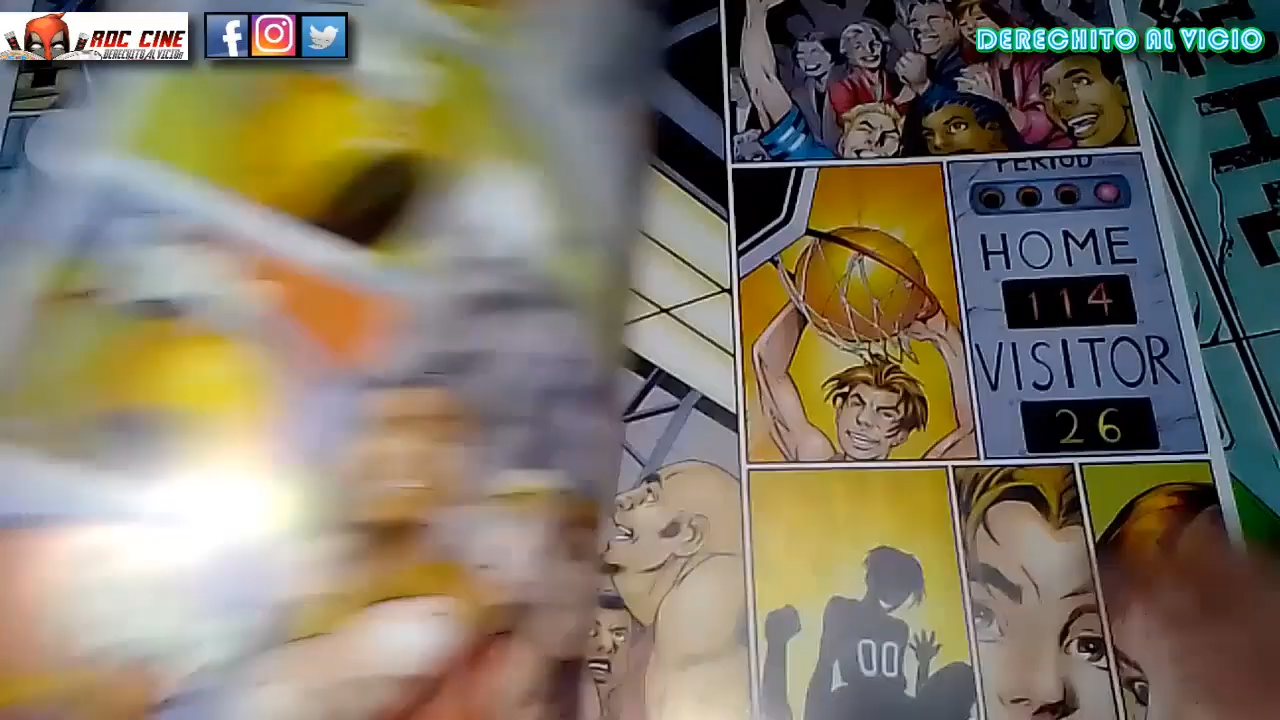 ROC CINE
DERECHITO AL VICIO
DERECHITO AL VICIO
PERIOD
HOME
114
VISITOR
26
00